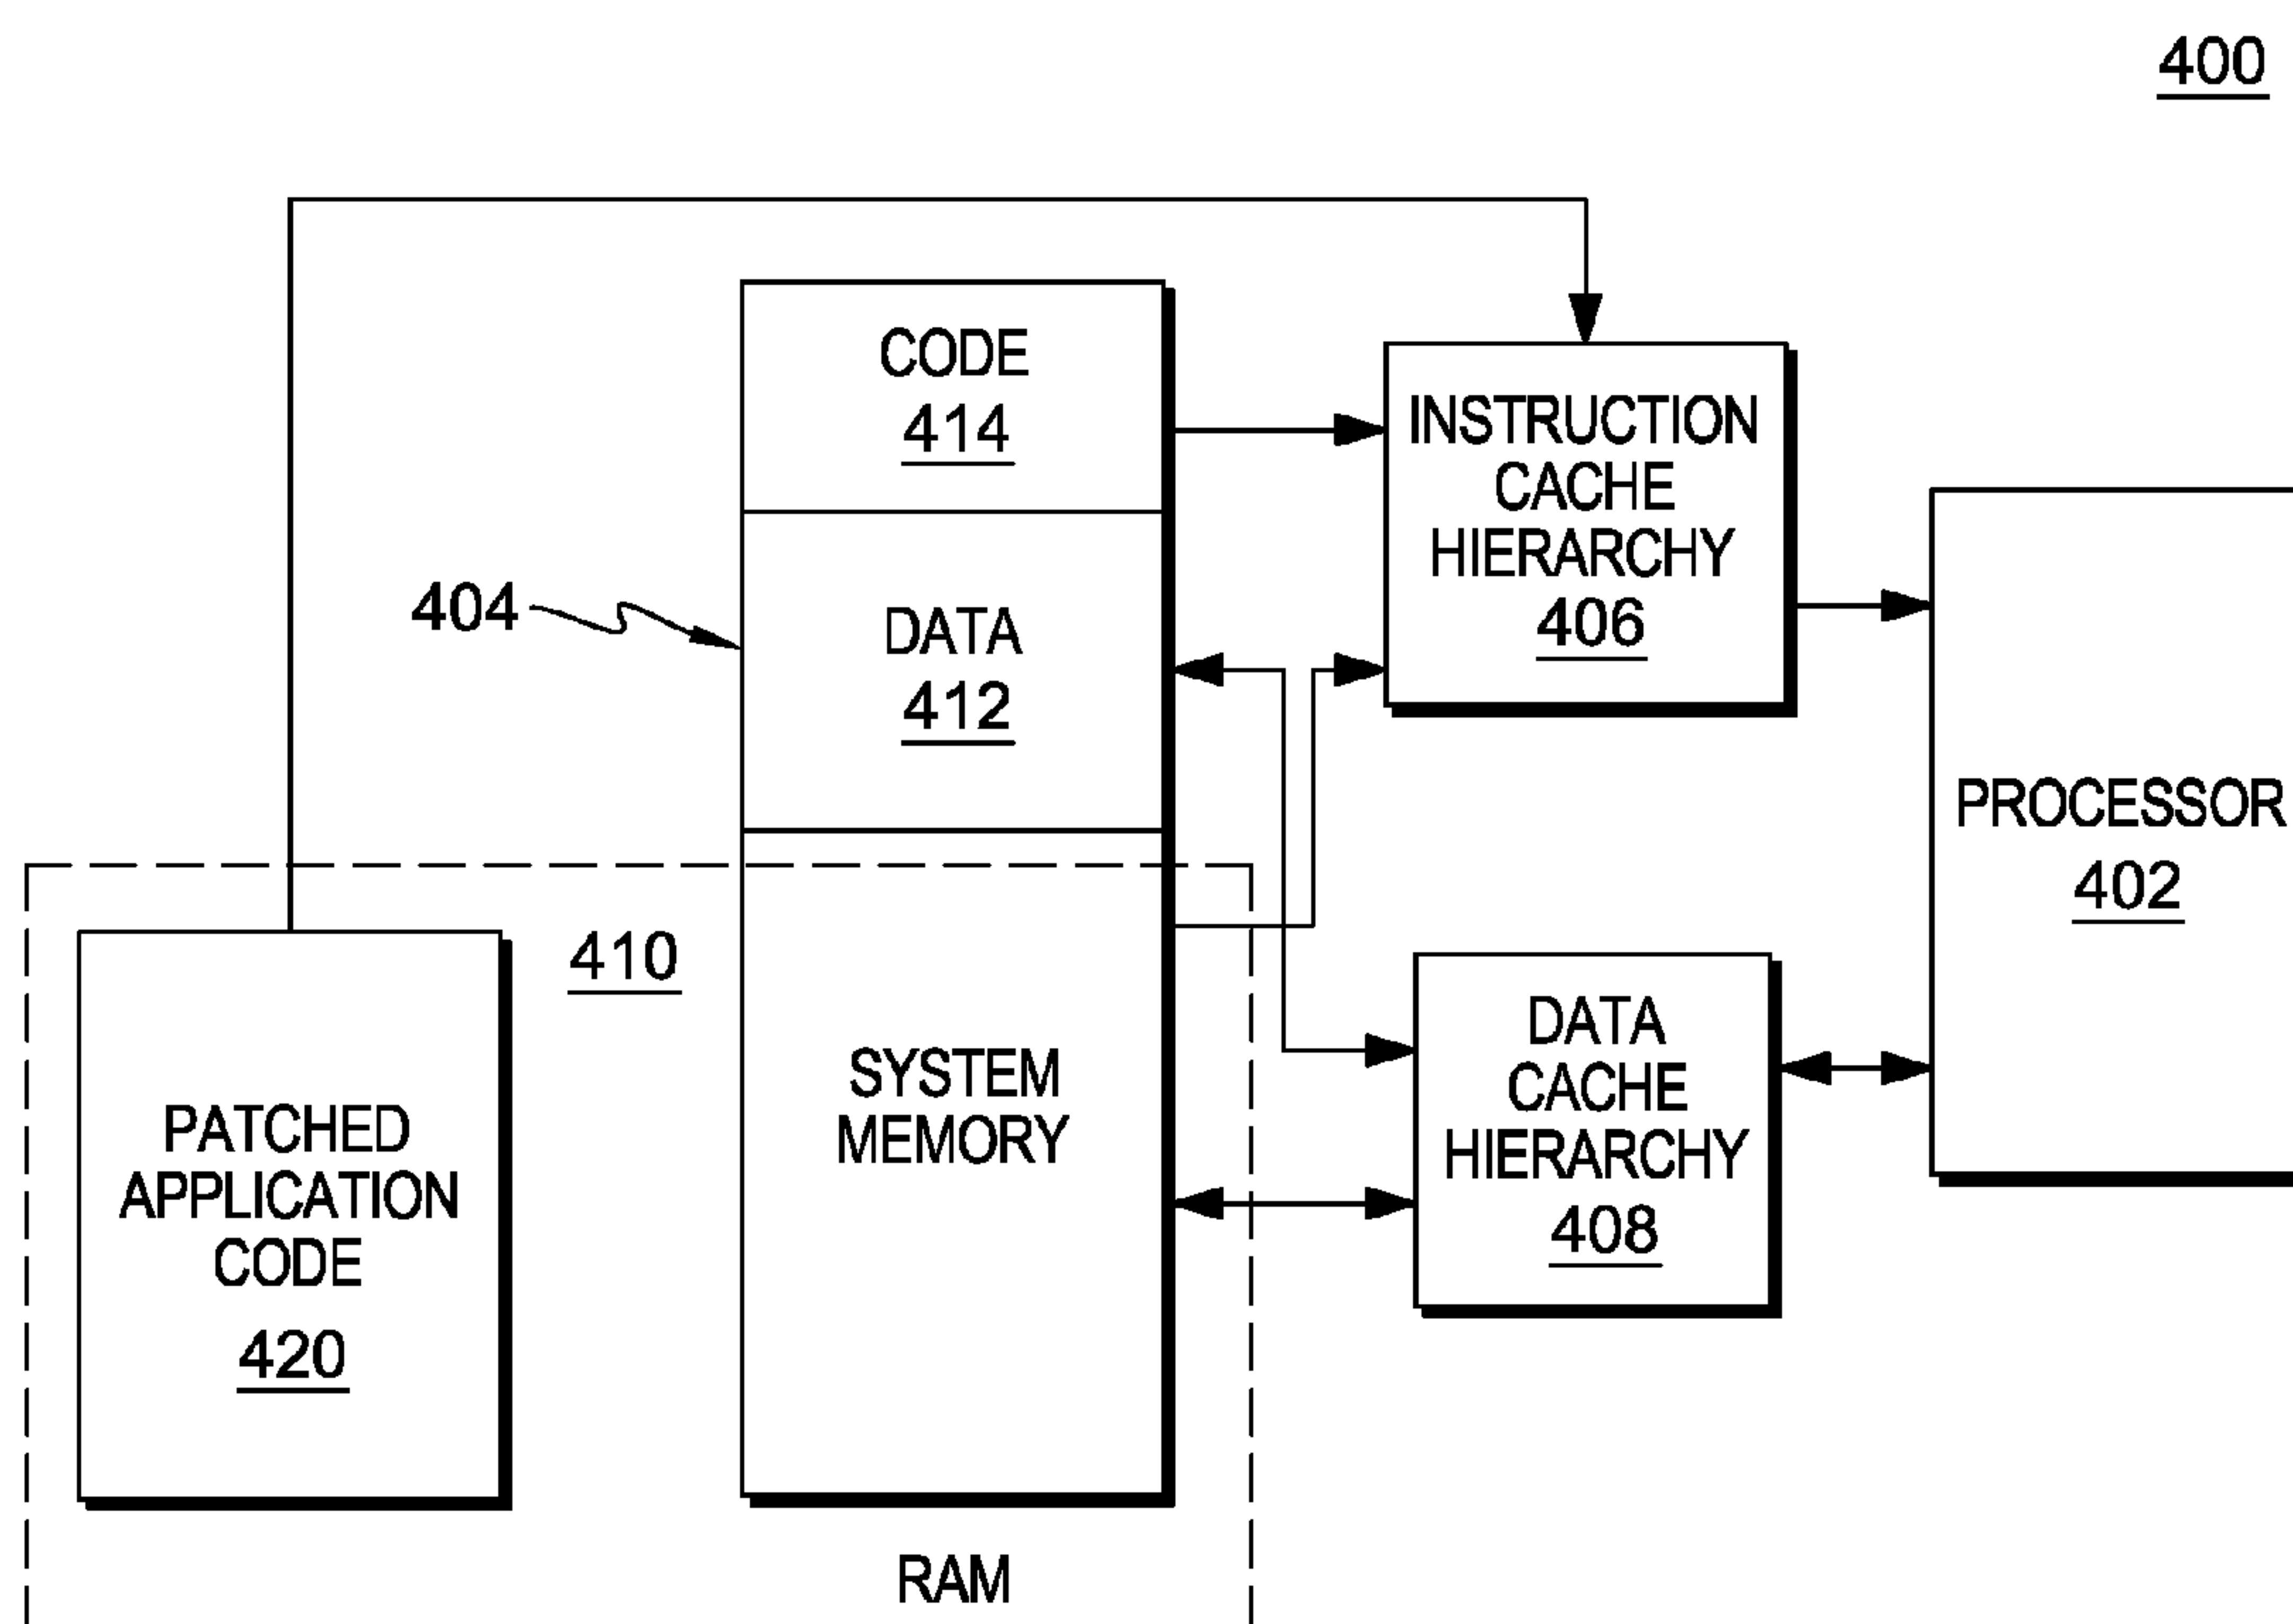 400
CODE
414
404
DATA
412
INSTRUCTION
CACHE
HIERARCHY
406
PROCESSOR
402
410
PATCHED
APPLICATION
CODE
420
SYSTEM
MEMORY
DATA
CACHE
HIERARCHY
408
RAM